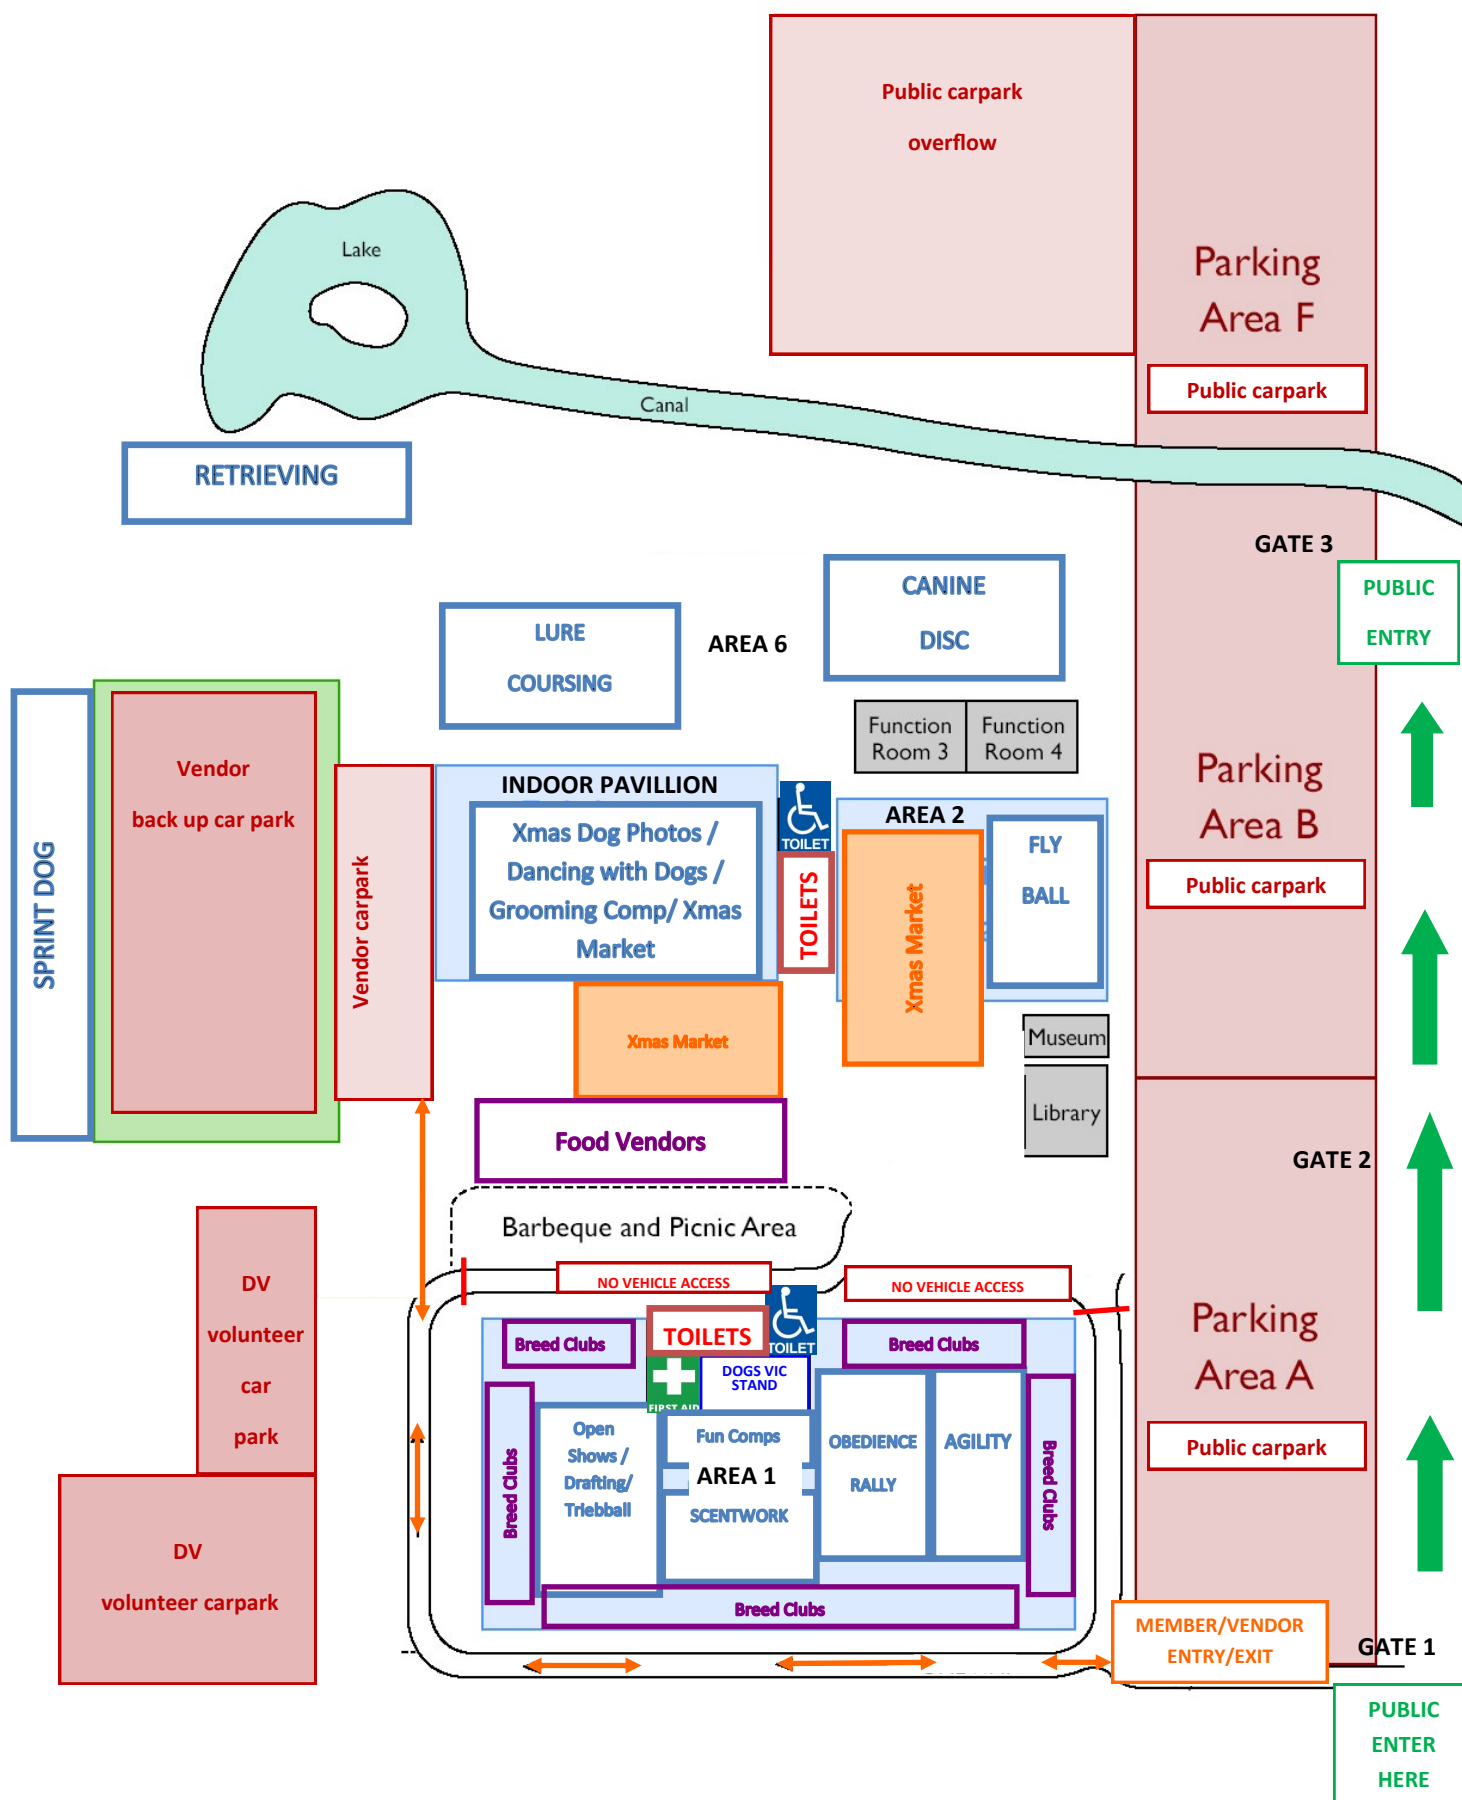 Public carpark
overflow
Lake
Parking
Area F
Public carpark
Canal
RETRIEVING
GATE 3
PUBLIC
ENTRY
CANINE
DISC
LURE
COURSING
AREA 6
Function
Room 3
Function
Room 4
SPRINT DOG
Vendor
back up car park
Vendor carpark
INDOOR PAVILLION
Xmas Dog Photos /
Dancing with Dogs /
Grooming Comp/ Xmas
Market
TOILET
TOILETS
AREA 2
Xmas Market
FLY
BALL
Parking
Area B
Public carpark
Xmas Market
Museum
Library
Food Vendors
GATE 2
Barbeque and Picnic Area
NO VEHICLE ACCESS
NO VEHICLE ACCESS
DV
volunteer
car
park
DV
volunteer carpark
Breed Clubs
TOILETS
TOILET
Breed Clubs
FIRST AID
DOGS VIC
STAND
Breed Clubs
Open
Shows /
Drafting/
Triebball
Fun Comps
AREA 1
SCENTWORK
OBEDIENCE
RALLY
AGILITY
Breed Clubs
Breed Clubs
Parking
Area A
Public carpark
MEMBER/VENDOR
ENTRY/EXIT
GATE 1
PUBLIC
ENTER
HERE